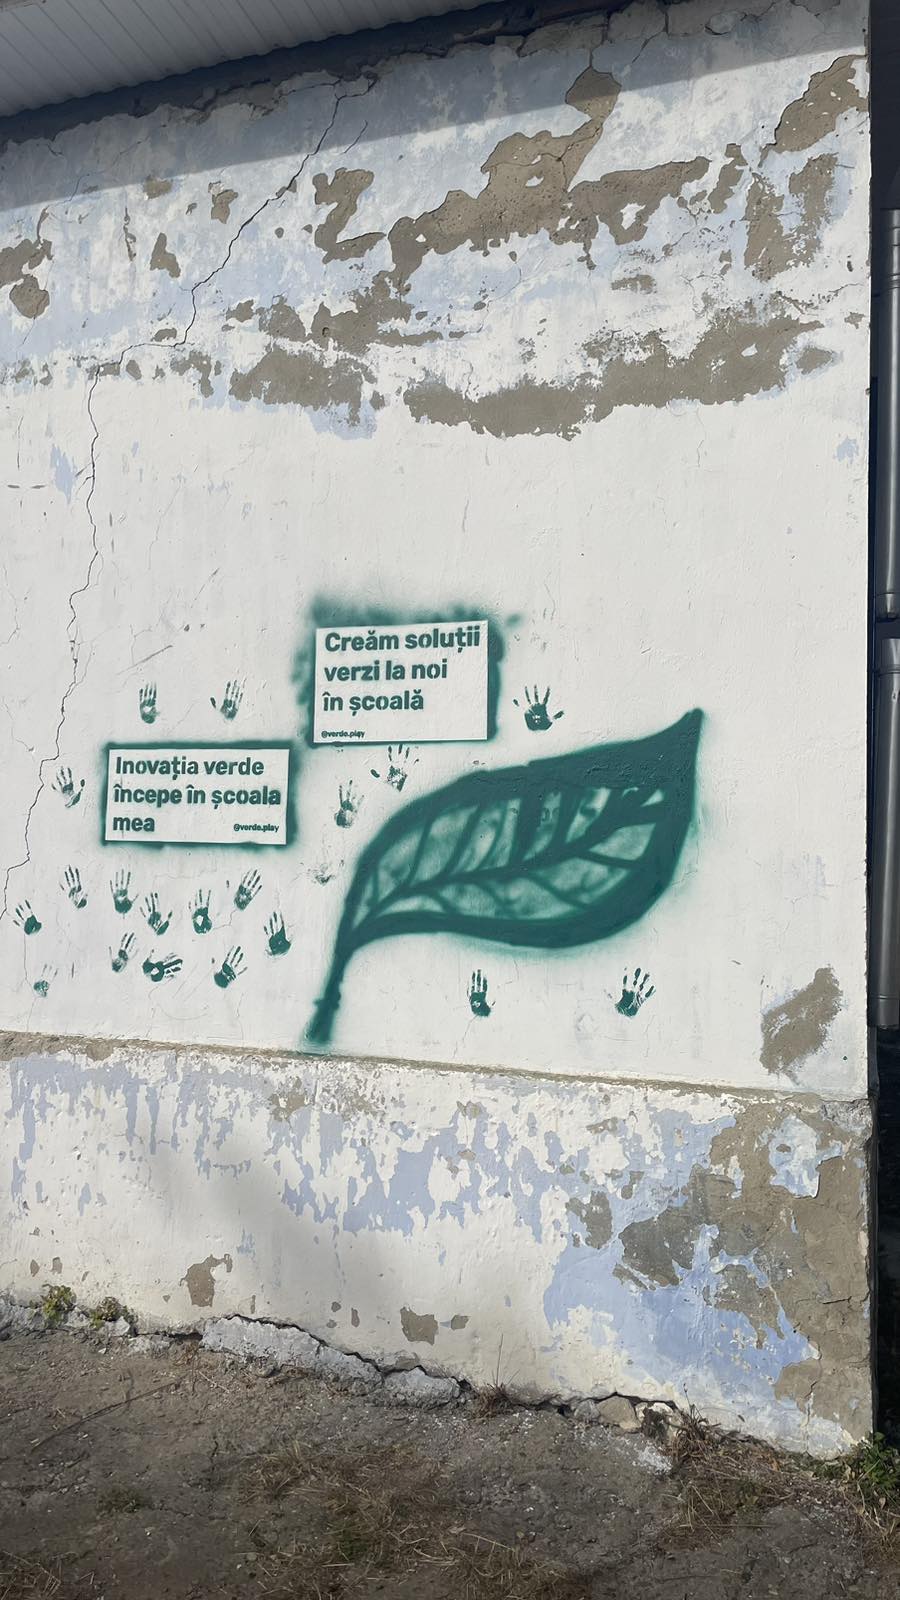 Creăm soluții
verzi la noi
în școală
@verde.play
Inovația verde
începe în școala
mea
@verde.play